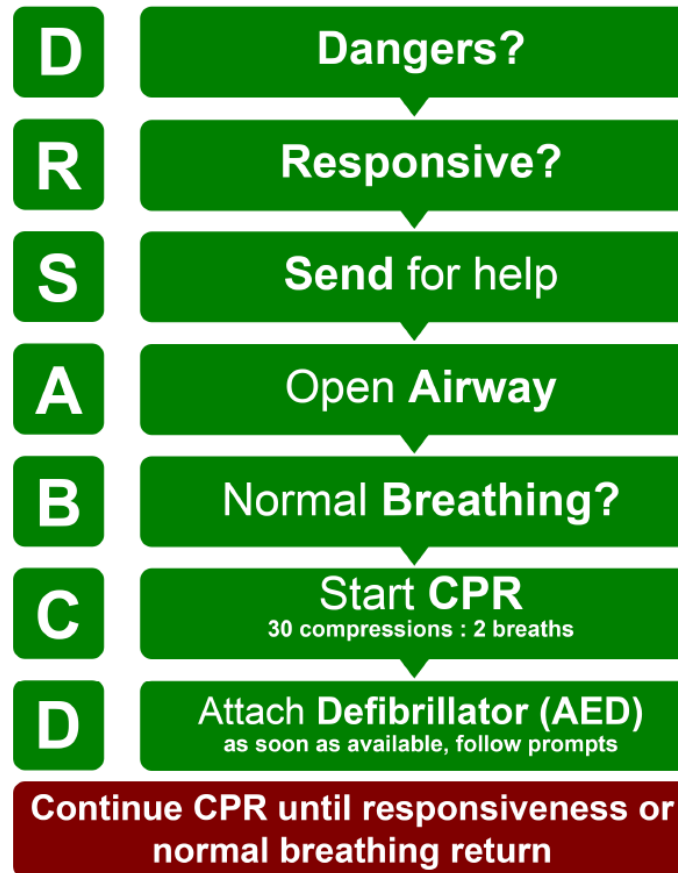 D
Dangers?
R
Responsive?
S
Send for help
A
Open Airway
B
Normal Breathing?
C
Start CPR
30 compressions : 2 breaths
D
Attach Defibrillator (AED)
as soon as available, follow prompts
Continue CPR until responsiveness or
normal breathing return